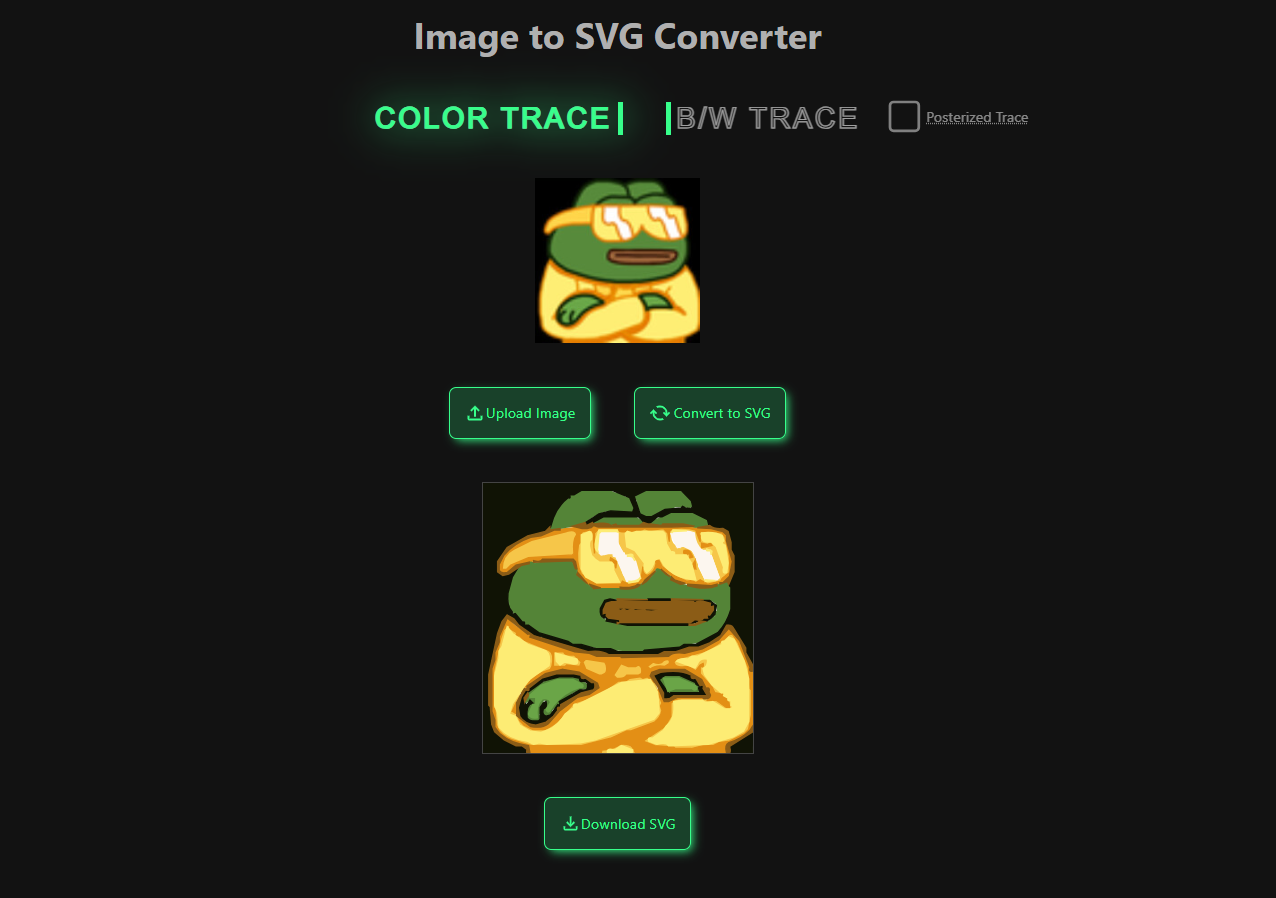 Image to SVG Converter
COLOR TRACE
B/W TRACE
Posterized Trace
Upload Image
Convert to SVG
Download SVG